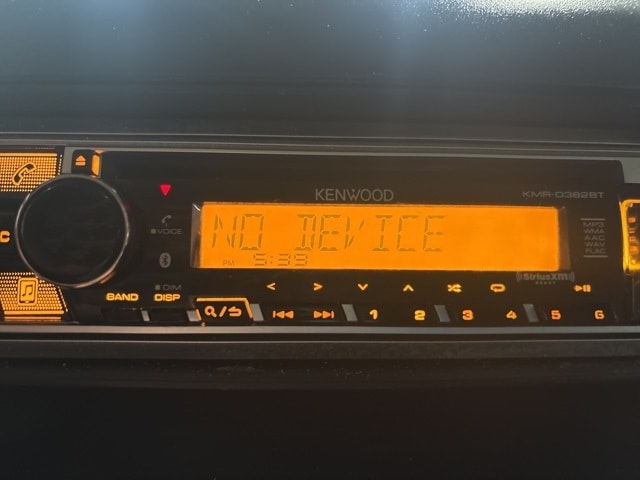 KENWOOD
KMR-D382BT
NO DEVICE
PM 5:39
VOICE
MP3
WMA
AAC
WAV
FLAC
SiriusXM
READY
DIM
BAND DISP
1 2 3 4 5 6
C